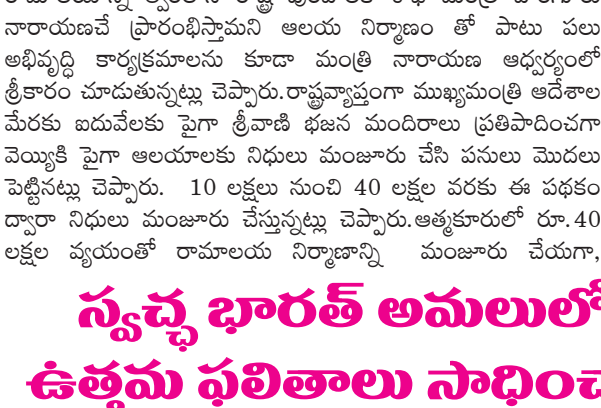 నారాయణచే ప్రారంభిస్తామని ఆలయ నిర్మాణం తో పాటు పలు
అభివృద్ధి కార్యక్రమాలను కూడా మంత్రి నారాయణ ఆధ్వర్యంలో
శ్రీకారం చూడుతున్నట్లు చెప్పారు.రాష్ట్రవ్యాప్తంగా ముఖ్యమంత్రి ఆదేశాల
మేరకు ఐదువేలకు పైగా శ్రీవాణి భజన మందిరాలు ప్రతిపాదించగా
వెయ్యికి పైగా ఆలయాలకు నిధులు మంజూరు చేసి పనులు మొదలు
పెట్టినట్లు చెప్పారు. 10 లక్షలు నుంచి 40 లక్షల వరకు ఈ పథకం
ద్వారా నిధులు మంజూరు చేస్తున్నట్లు చెప్పారు.ఆత్మకూరులో రూ.40
లక్షల వ్యయంతో రామాలయ నిర్మాణాన్ని మంజూరు చేయగా,
స్వచ్ఛ భారత్ అమలులో
ఉత్తమ ఫలితాలు